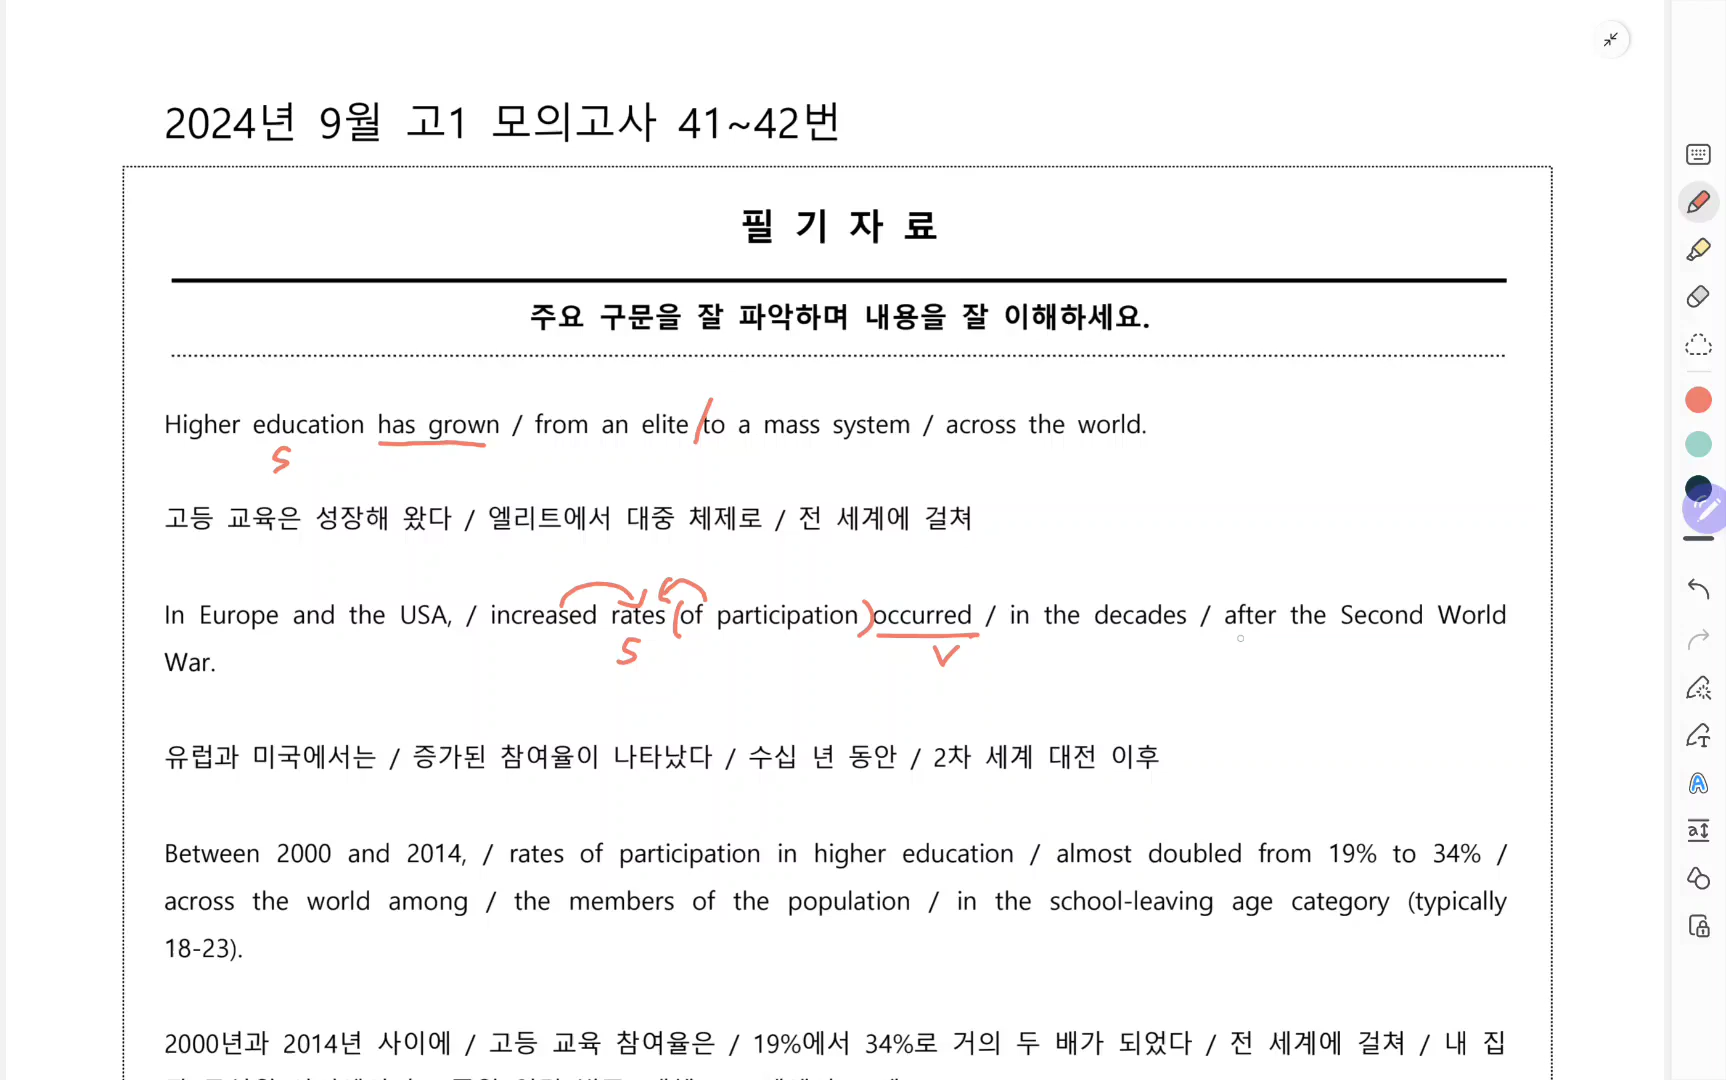 2024년 9월 고1 모의고사 41~42번
필 기 자 료
주요 구문을 잘 파악하며 내용을 잘 이해하세요.
Higher education has grown / from an elite / to a mass system / across the world.
S
고등 교육은 성장해 왔다 / 엘리트에서 대중 체제로 / 전 세계에 걸쳐
In Europe and the USA, / increased rates (of participation) occurred / in the decades / after the Second World
S V
War.
유럽과 미국에서는 / 증가된 참여율이 나타났다 / 수십 년 동안 / 2차 세계 대전 이후
Between 2000 and 2014, / rates of participation in higher education / almost doubled from 19% to 34% /
across the world among / the members of the population / in the school-leaving age category (typically
18-23).
2000년과 2014년 사이에 / 고등 교육 참여율은 / 19%에서 34%로 거의 두 배가 되었다 / 전 세계에 걸쳐 / 내 집